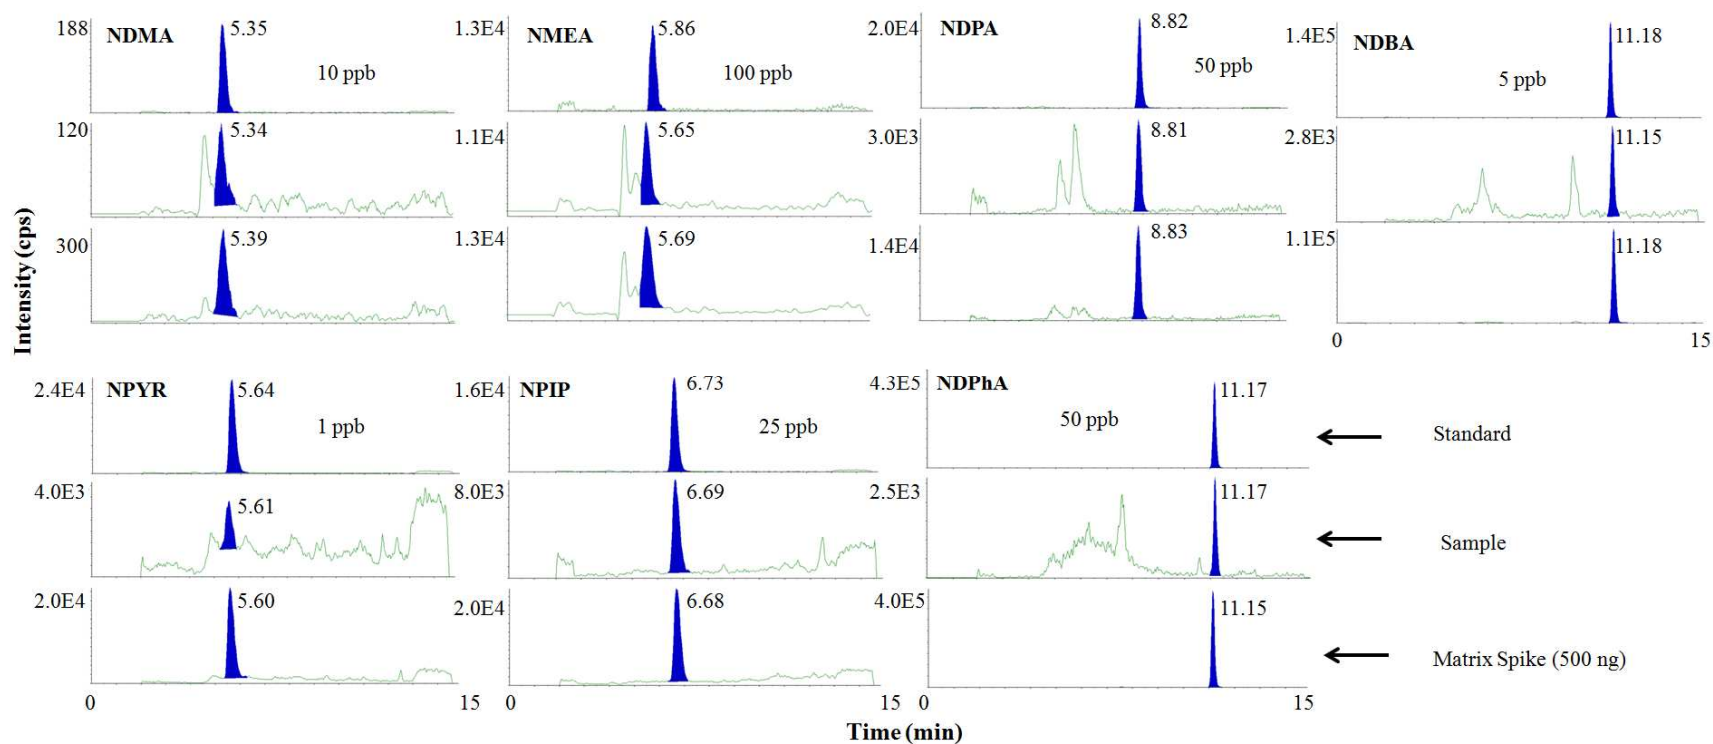 188
NDMA
5.35
10 ppb
1.3E4
NMEA
5.86
100 ppb
2.0E4
NDPA
8.82
50 ppb
1.4E5
NDBA
11.18
5 ppb
120
5.34
1.1E4
5.65
3.0E3
8.81
2.8E3
11.15
300
5.39
1.3E4
5.69
1.4E4
8.83
1.1E5
11.18
0
15
Intensity (cps)
2.4E4
NPYR
5.64
1 ppb
1.6E4
NPIP
6.73
25 ppb
4.3E5
NDPhA
11.17
50 ppb
Standard
4.0E3
5.61
8.0E3
6.69
2.5E3
11.17
Sample
2.0E4
5.60
2.0E4
6.68
4.0E5
11.15
Matrix Spike (500 ng)
0
15
0
15
0
15
Time (min)